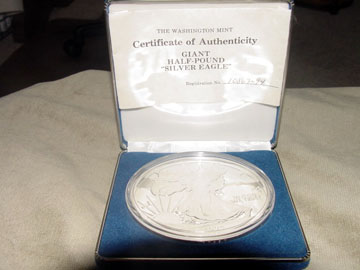 THE WASHINGTON MINT
Certificate of Authenticity
GIANT
HALF-POUND
"SILVER EAGLE"
Registration No.